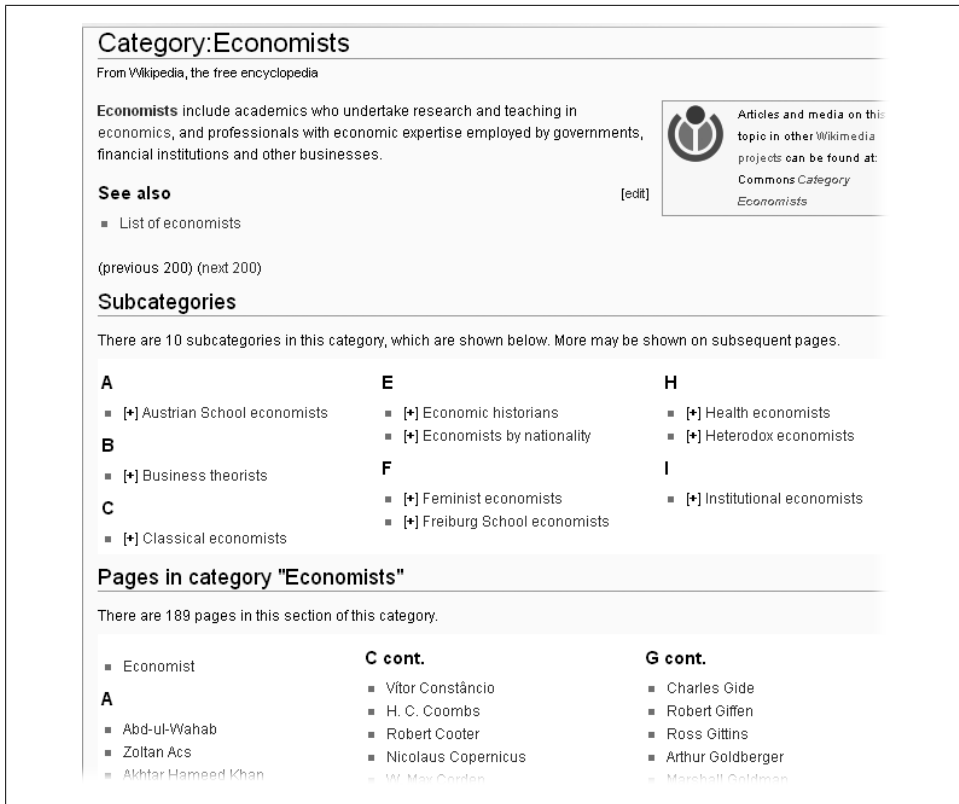 Category:Economists
From Wikipedia, the free encyclopedia
Economists include academics who undertake research and teaching in
economics, and professionals with economic expertise employed by governments,
financial institutions and other businesses.
Articles and media on this
topic in other Wikimedia
projects can be found at:
Commons Category
Economists
See also
[edit]
List of economists
(previous 200) (next 200)
Subcategories
There are 10 subcategories in this category, which are shown below. More may be shown on subsequent pages.
A
[+] Austrian School economists
B
[+] Business theorists
C
[+] Classical economists
E
[+] Economic historians
[+] Economists by nationality
F
[+] Feminist economists
[+] Freiburg School economists
H
[+] Health economists
[+] Heterodox economists
I
[+] Institutional economists
Pages in category "Economists"
There are 189 pages in this section of this category.
Economist
A
Abd-ul-Wahab
Zoltan Acs
Akhtar Hameed Khan
C cont.
Vítor Constâncio
H. C. Coombs
Robert Cooter
Nicolaus Copernicus
W. Max Corden
G cont.
Charles Gide
Robert Giffen
Ross Gittins
Arthur Goldberger
Marshall Goldman